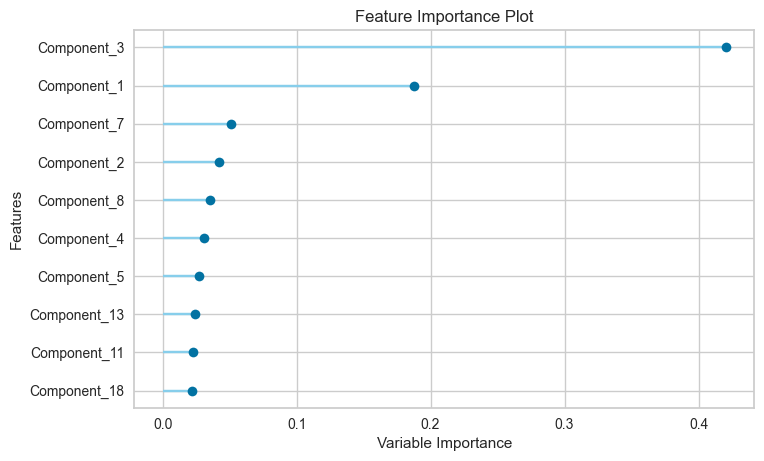 Feature Importance Plot
Component_3
Component_1
Component_7
Component_2
Component_8
Component_4
Component_5
Component_13
Component_11
Component_18
Features
0.0 0.1 0.2 0.3 0.4
Variable Importance